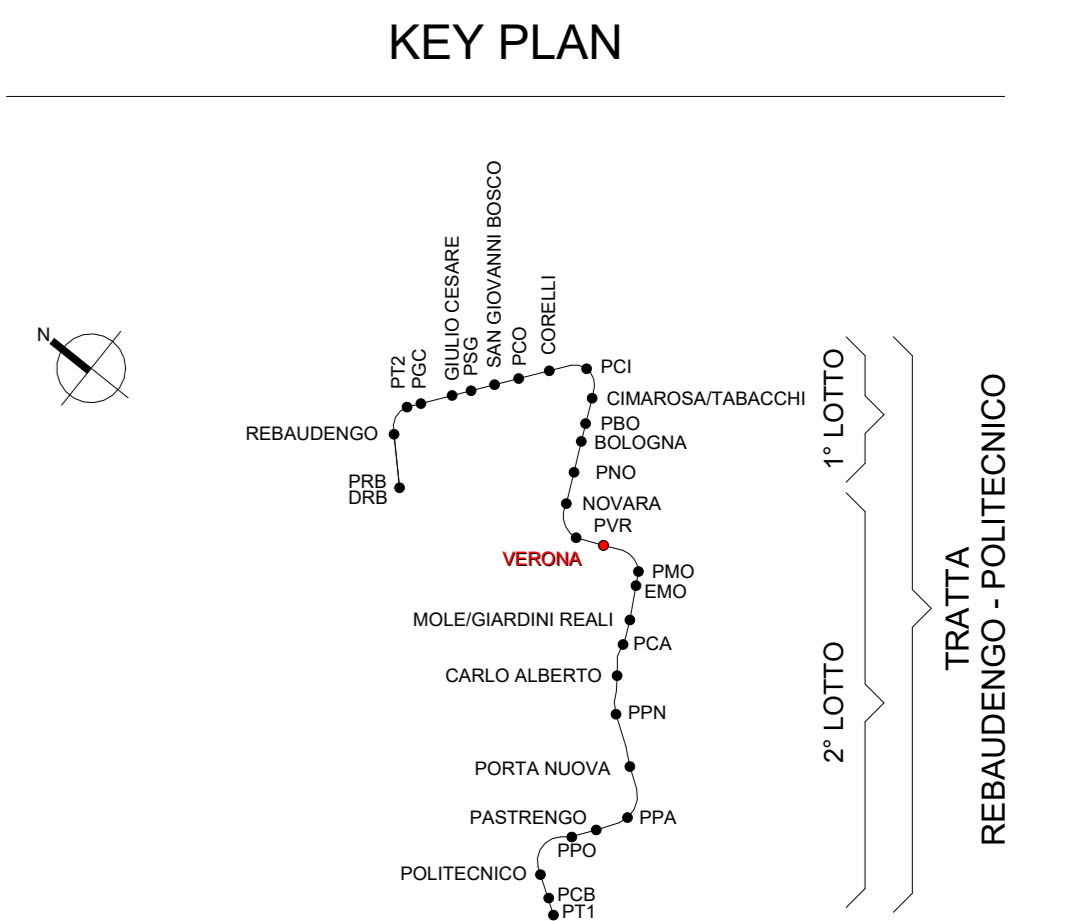 KEY PLAN
N
PT2
PGC
GIULIO CESARE
PSG
SAN GIOVANNI BOSCO
PCO
CORELLI
PCI
CIMAROSA/TABACCHI
PBO
REBAUDENGO
BOLOGNA
PNO
PRB
DRB
NOVARA
PVR
VERONA
PMO
EMO
MOLE/GIARDINI REALI
PCA
CARLO ALBERTO
PPN
PORTA NUOVA
PASTRENGO
PPA
PPO
POLITECNICO
PCB
PT1
1° LOTTO
2° LOTTO
TRATTA
REBAUDENGO - POLITECNICO